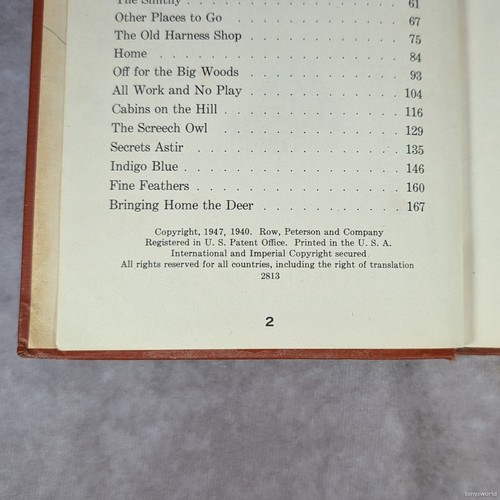 The Smithy . . . . . . . . . . . . . . 61
Other Places to Go . . . . . . . . . . . . 67
The Old Harness Shop . . . . . . . . . . . 75
Home . . . . . . . . . . . . . . . . 84
Off for the Big Woods . . . . . . . . . . . 93
All Work and No Play . . . . . . . . . . . 104
Cabins on the Hill . . . . . . . . . . . . 116
The Screech Owl . . . . . . . . . . . . 129
Secrets Astir . . . . . . . . . . . . . 135
Indigo Blue . . . . . . . . . . . . . . 146
Fine Feathers . . . . . . . . . . . . . 160
Bringing Home the Deer . . . . . . . . . . 167
Copyright, 1947, 1940. Row, Peterson and Company
Registered in U. S. Patent Office. Printed in the U. S. A.
International and Imperial Copyright secured
All rights reserved for all countries, including the right of translation
2813
2